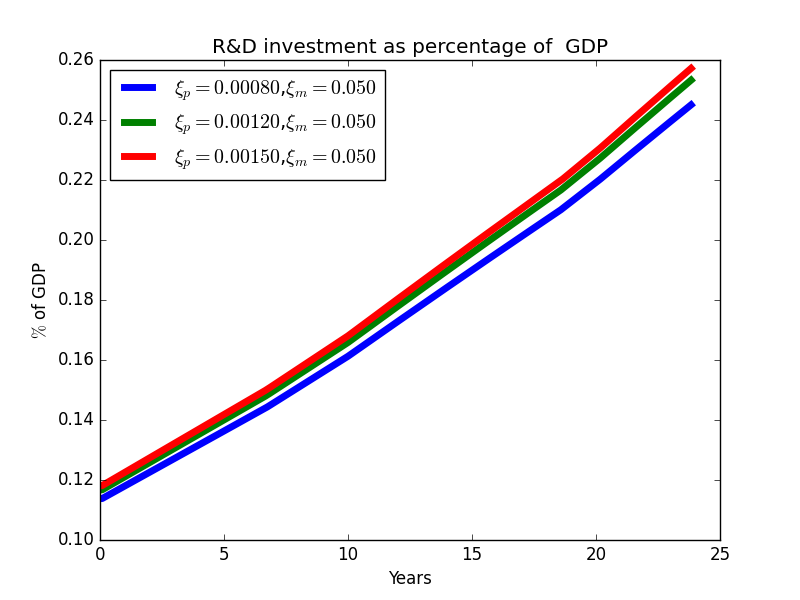 R&D investment as percentage of  GDP
0.26
0.24
0.22
0.20
0.18
0.16
0.14
0.12
0.10
% of GDP
ξp = 0.00080,ξm = 0.050
ξp = 0.00120,ξm = 0.050
ξp = 0.00150,ξm = 0.050
0 5 10 15 20 25
Years